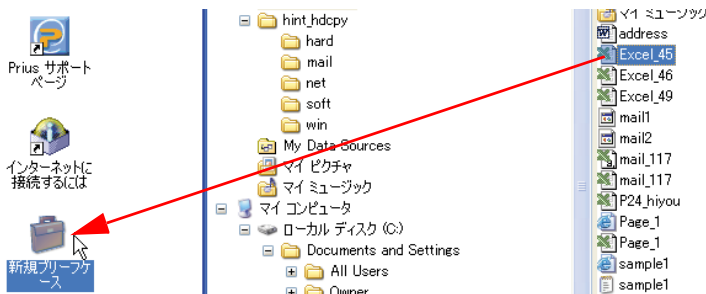 Prius サポート
ページ
インターネットに
接続するには
新規ブリーフケ
ース
hint_hdcpy
hard
mail
net
soft
win
My Data Sources
マイ ピクチャ
マイ ミュージック
マイ コンピュータ
ローカル ディスク (C:)
Documents and Settings
All Users
Owner
マイ ミュージック
address
Excel_45
Excel_46
Excel_49
mail1
mail2
mail_117
mail_117
P24_hiyou
Page_1
Page_1
sample1
sample1